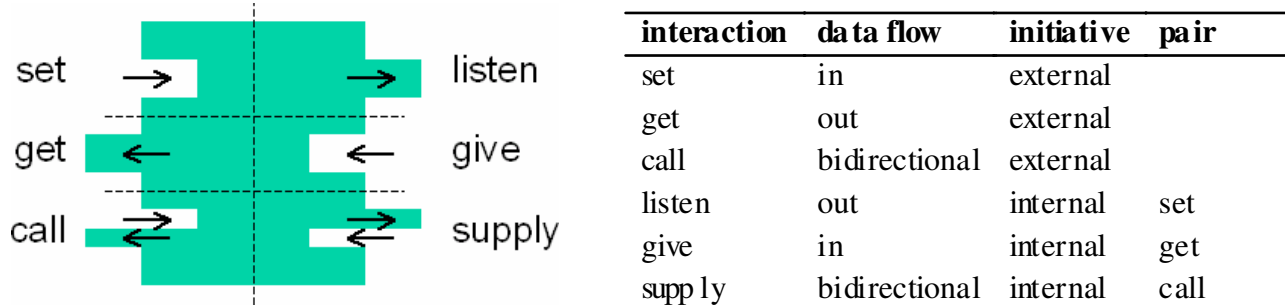 set
listen
get
give
call
supply
interaction data flow initiative pair
set in external
get out external
call bidirectional external
listen out internal set
give in internal get
supply bidirectional internal call